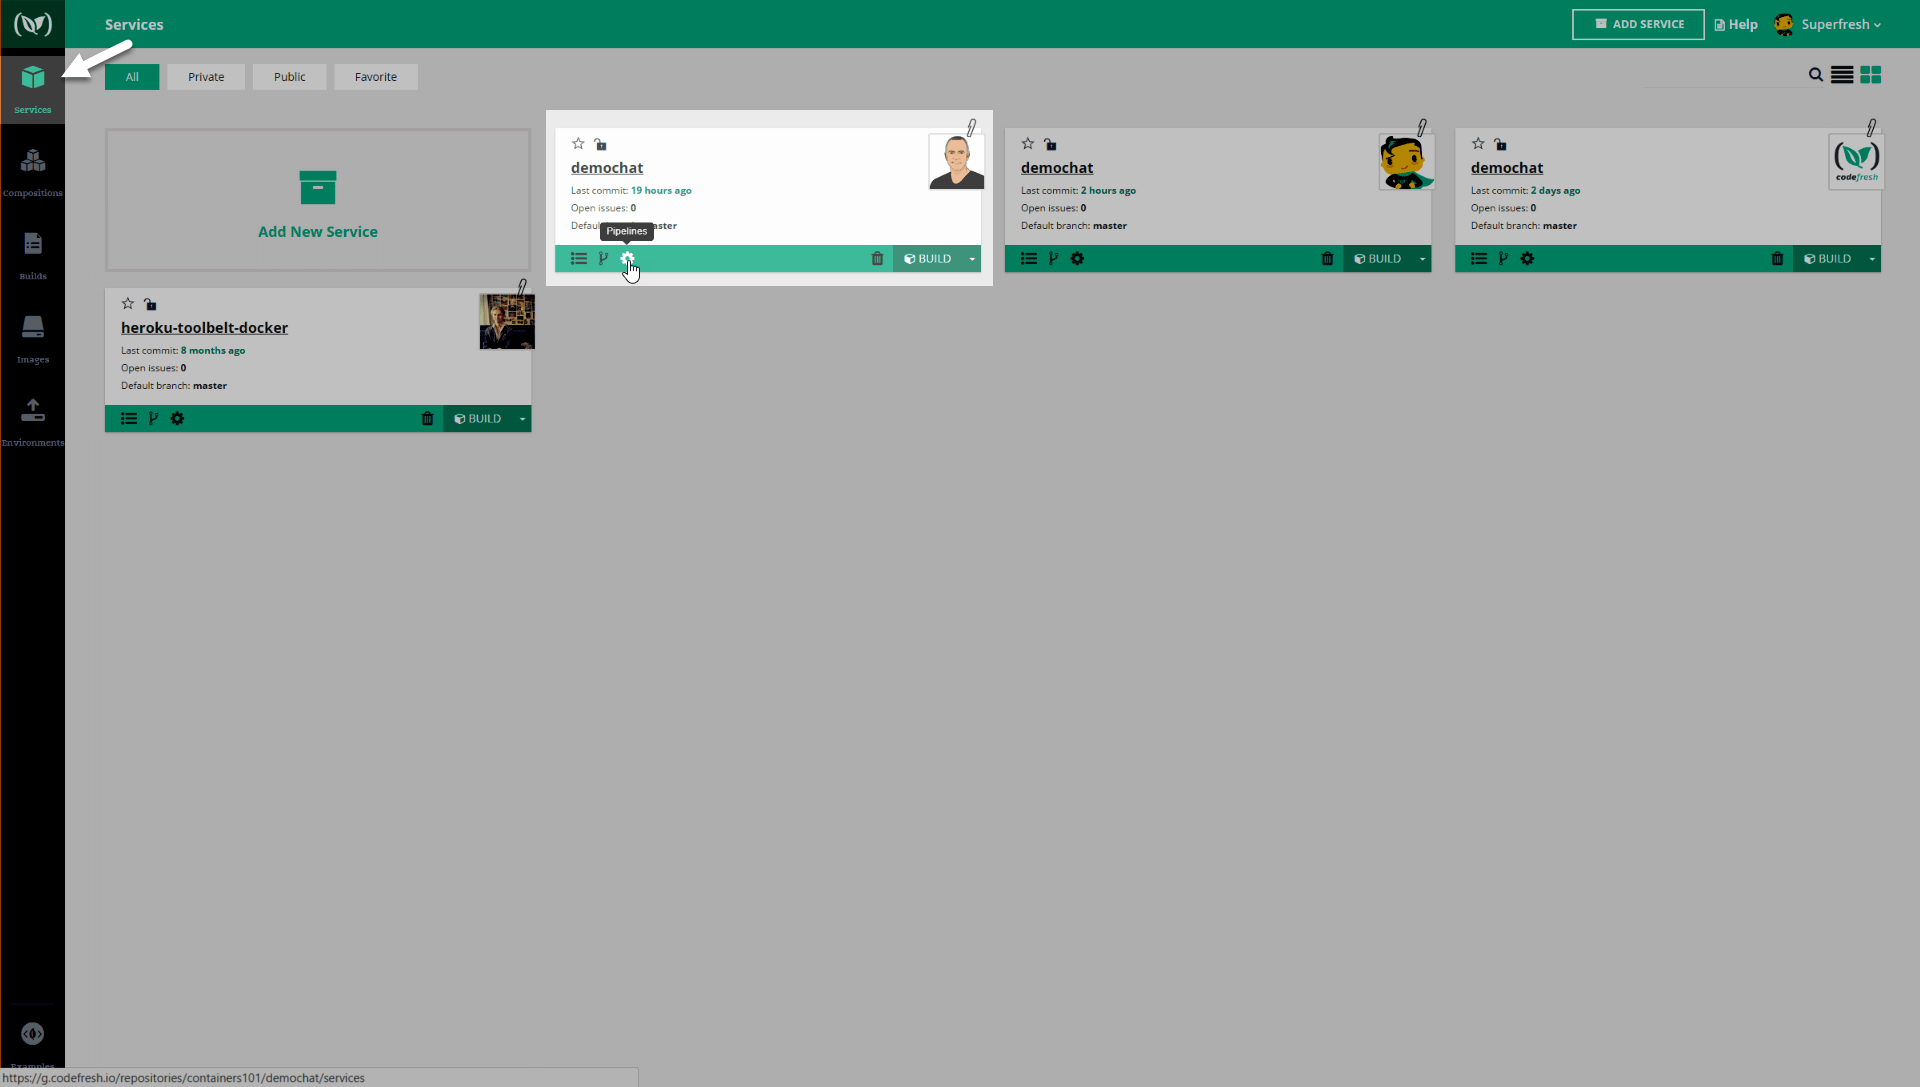 Services
ADD SERVICE
Help
Superfresh
All
Private
Public
Favorite
Services
Compositions
Builds
Images
Environments
Add New Service
demochat
Last commit: 19 hours ago
Open issues: 0
Defau
aster
Pipelines
BUILD
demochat
Last commit: 2 hours ago
Open issues: 0
Default branch: master
BUILD
demochat
Last commit: 2 days ago
Open issues: 0
Default branch: master
BUILD
codefresh
heroku-toolbelt-docker
Last commit: 8 months ago
Open issues: 0
Default branch: master
BUILD
Examples
https://g.codefresh.io/repositories/containers101/demochat/services